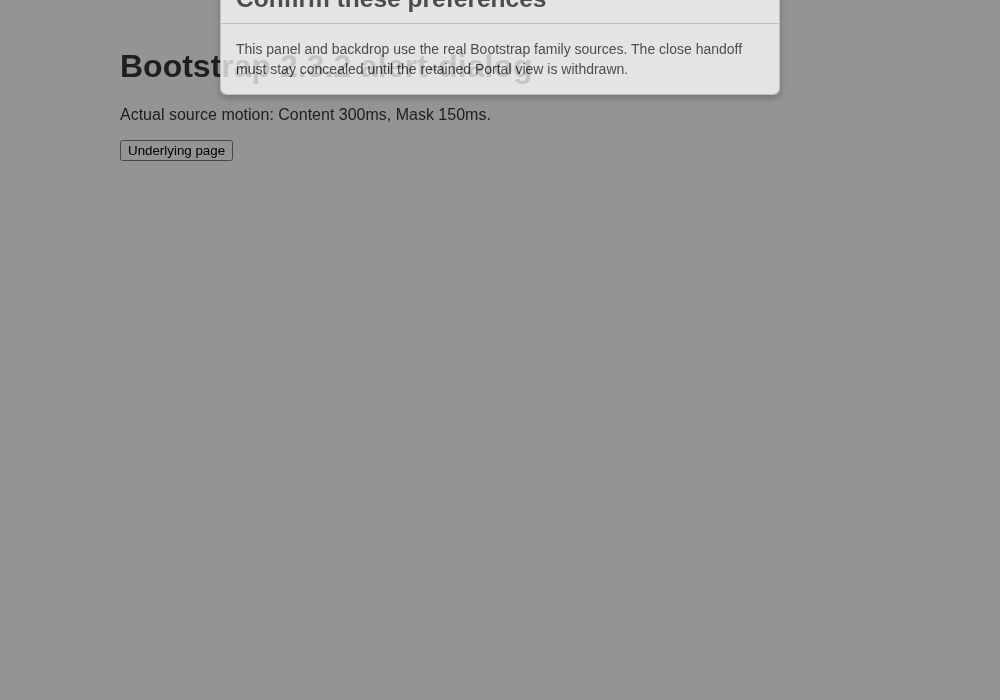 Confirm these preferences
This panel and backdrop use the real Bootstrap family sources. The close handoff
must stay concealed until the retained Portal view is withdrawn.
Bootstrap 2.3.2 alert dialog
Actual source motion: Content 300ms, Mask 150ms.
Underlying page